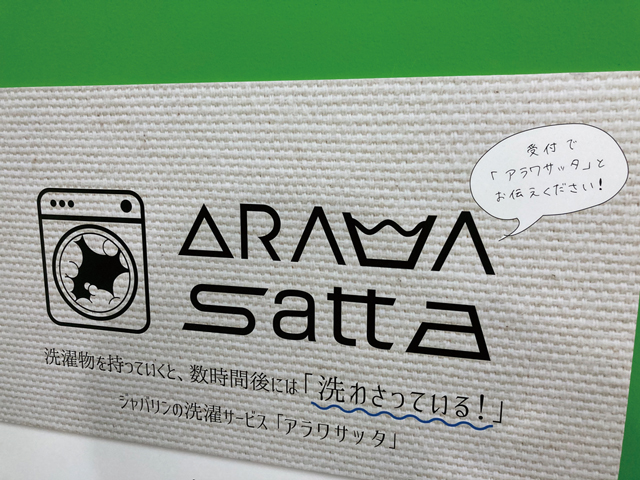 受付で
「アラワサッタ」と
お伝えください!
ARAWA
satta
洗濯物を持っていくと、数時間後には「洗わさっている!」
ジャパリンの洗濯サービス「アラワサッタ」